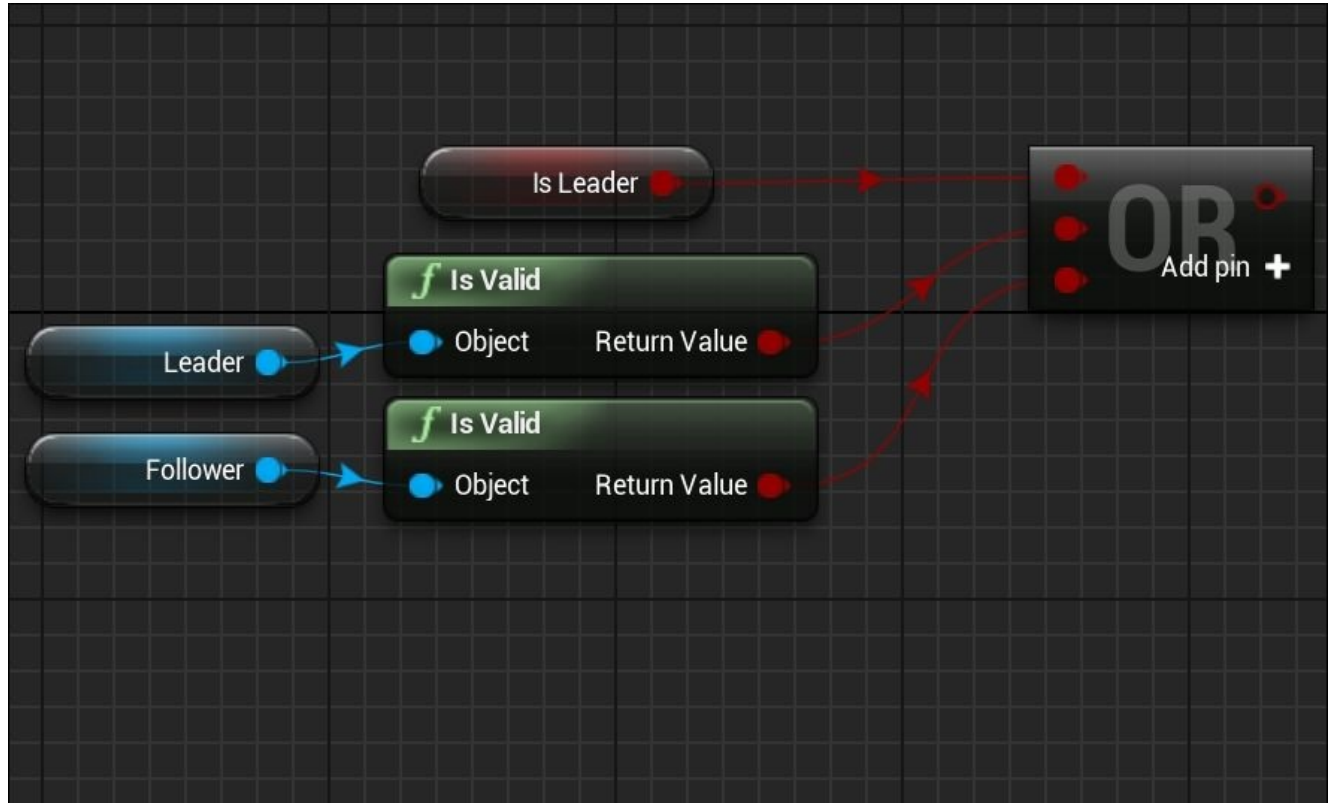 Is Leader
OR
Add pin
f Is Valid
Leader
Object Return Value
f Is Valid
Follower
Object Return Value